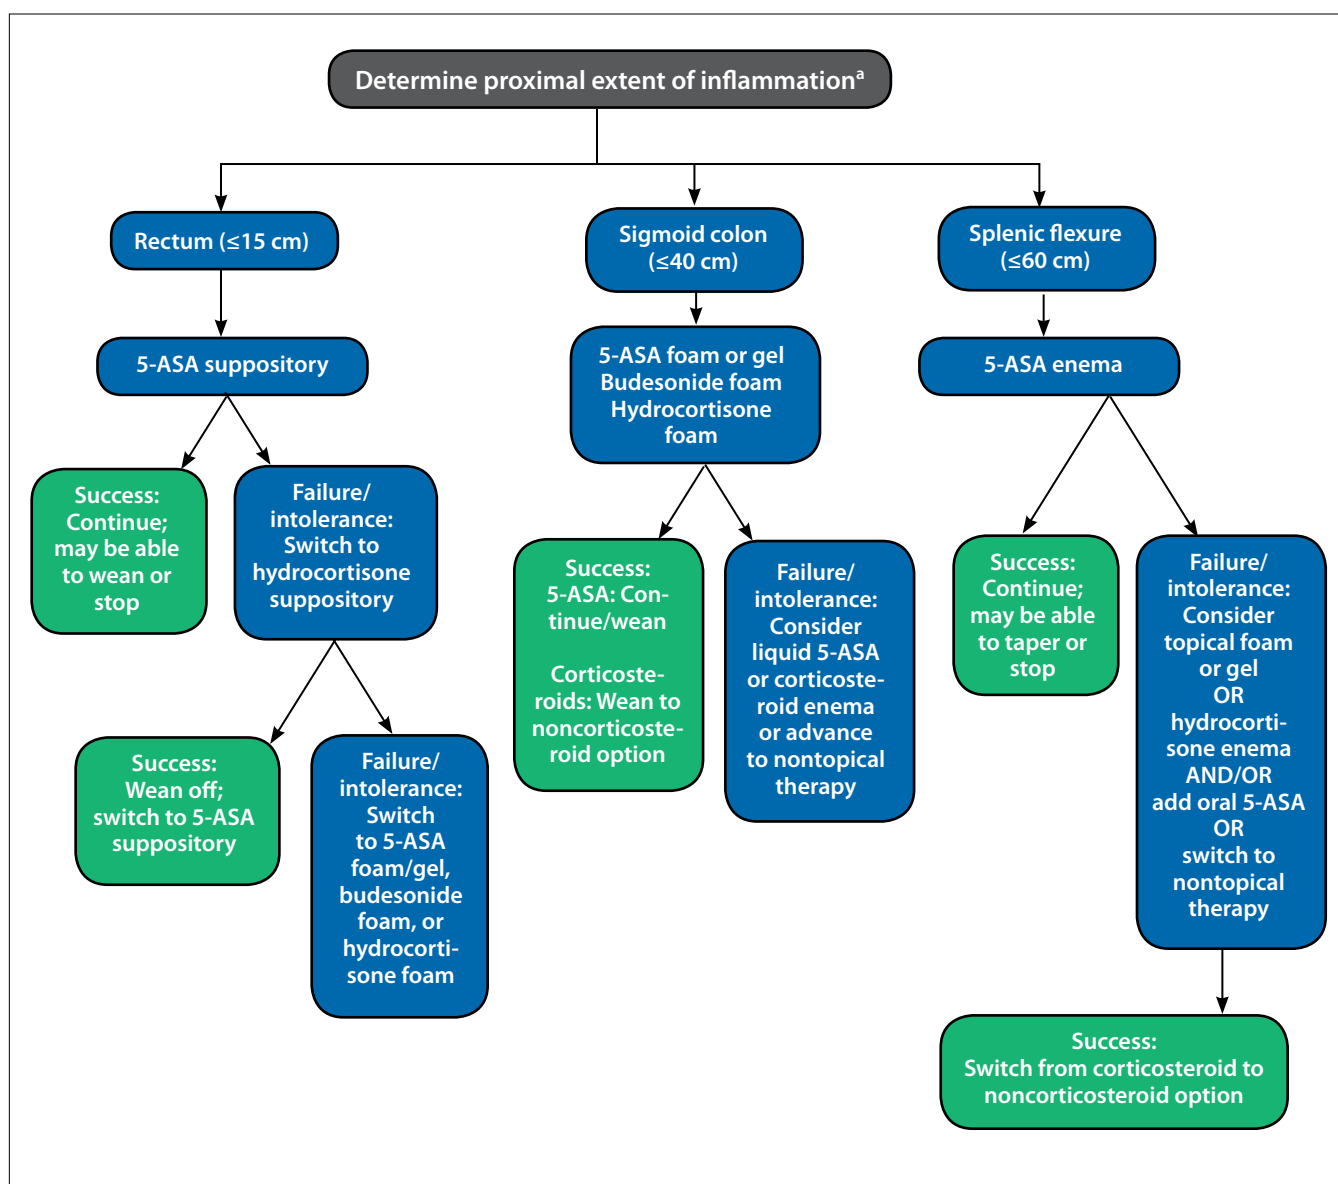 Determine proximal extent of inflammationᵃ
Rectum (≤15 cm)
Sigmoid colon
(≤40 cm)
Splenic flexure
(≤60 cm)
5-ASA suppository
5-ASA foam or gel
Budesonide foam
Hydrocortisone
foam
5-ASA enema
Success:
Continue;
may be able
to wean or
stop
Failure/
intolerance:
Switch to
hydrocortisone
suppository
Success:
5-ASA: Con-
tinue/wean
Corticoste-
roids: Wean to
noncorticoste-
roid option
Failure/
intolerance:
Consider
liquid 5-ASA
or corticoste-
roid enema
or advance
to nontopical
therapy
Success:
Continue;
may be able
to taper or
stop
Failure/
intolerance:
Consider
topical foam
or gel
OR
hydrocorti-
sone enema
AND/OR
add oral 5-ASA
OR
switch to
nontopical
therapy
Success:
Wean off;
switch to 5-ASA
suppository
Failure/
intolerance:
Switch
to 5-ASA
foam/gel,
budesonide
foam, or
hydrocorti-
sone foam
Success:
Switch from corticosteroid to
noncorticosteroid option